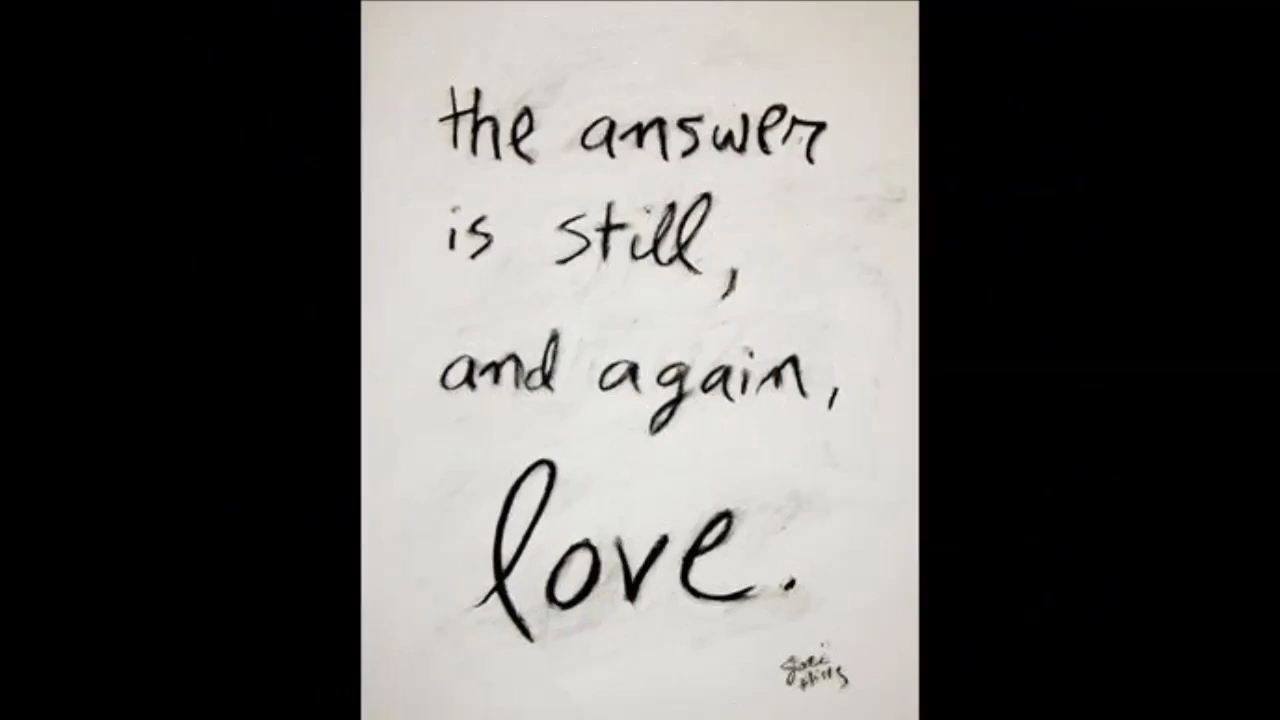 the answer
is still,
and again,
love.